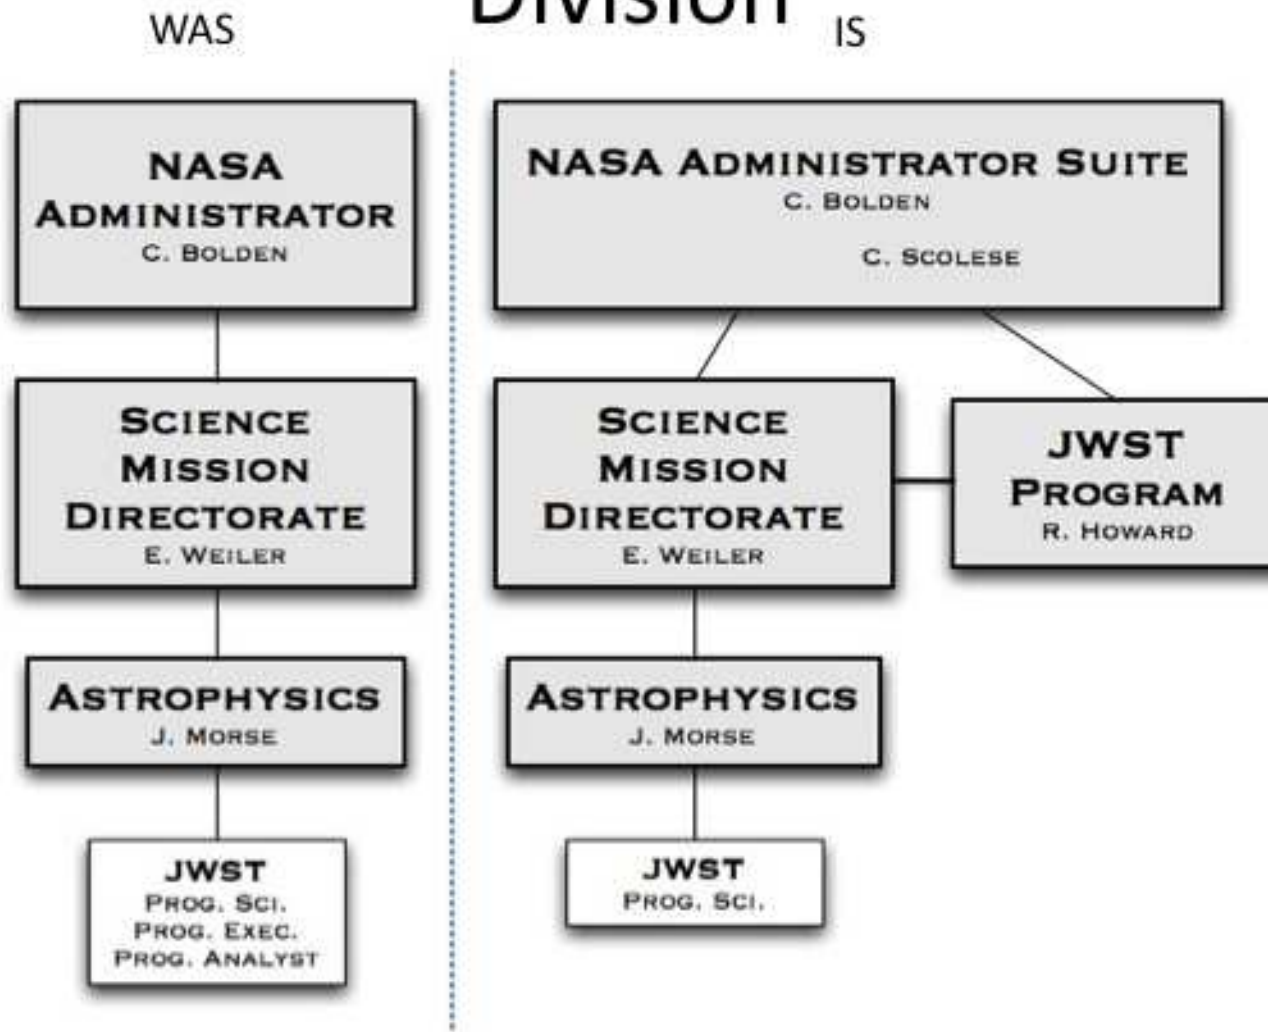 Division
WAS
IS
NASA
ADMINISTRATOR
C. BOLDEN
SCIENCE
MISSION
DIRECTORATE
E. WEILER
ASTROPHYSICS
J. MORSE
JWST
PROG. SCI.
PROG. EXEC.
PROG. ANALYST
NASA ADMINISTRATOR SUITE
C. BOLDEN
C. SCOLESE
SCIENCE
MISSION
DIRECTORATE
E. WEILER
JWST
PROGRAM
R. HOWARD
ASTROPHYSICS
J. MORSE
JWST
PROG. SCI.